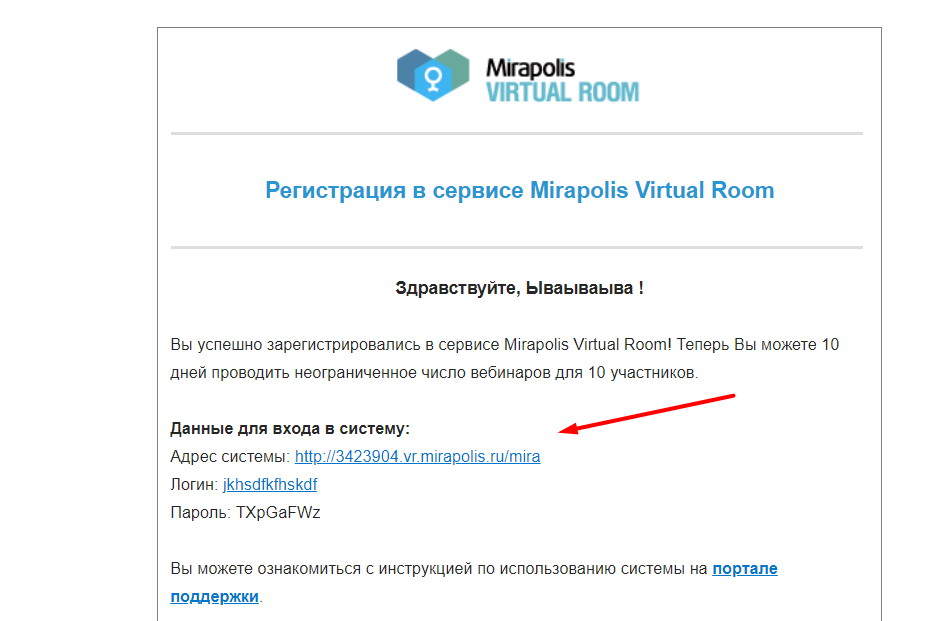 Mirapolis
VIRTUAL ROOM
Регистрация в сервисе Mirapolis Virtual Room
Здравствуйте, Ываываыва !
Вы успешно зарегистрировались в сервисе Mirapolis Virtual Room! Теперь Вы можете 10
дней проводить неограниченное число вебинаров для 10 участников.
Данные для входа в систему:
Адрес системы: http://3423904.vr.mirapolis.ru/mira
Логин: jkhsdfkfhskdf
Пароль: TXpGaFWz
Вы можете ознакомиться с инструкцией по использованию системы на портале
поддержки.